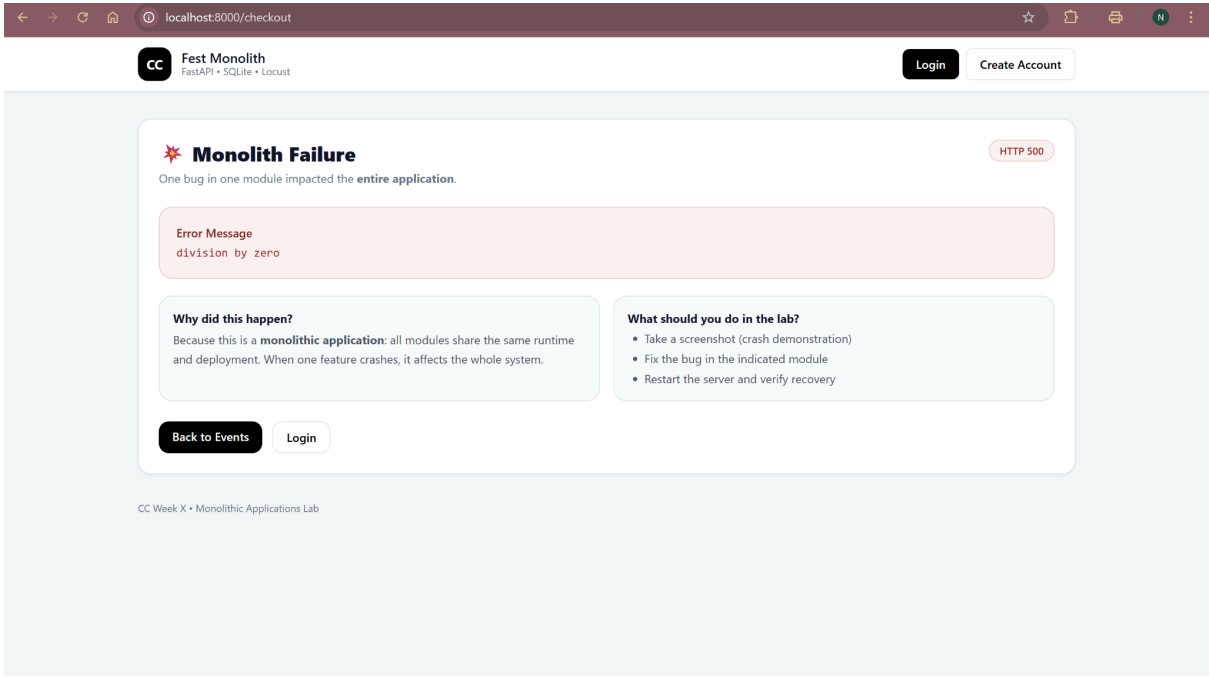 localhost:8000/checkout
N
CC
Fest Monolith
FastAPI • SQLite • Locust
Login
Create Account
Monolith Failure
HTTP 500
One bug in one module impacted the entire application.
Error Message
division by zero
Why did this happen?
Because this is a monolithic application: all modules share the same runtime
and deployment. When one feature crashes, it affects the whole system.
What should you do in the lab?
• Take a screenshot (crash demonstration)
• Fix the bug in the indicated module
• Restart the server and verify recovery
Back to Events
Login
CC Week X • Monolithic Applications Lab